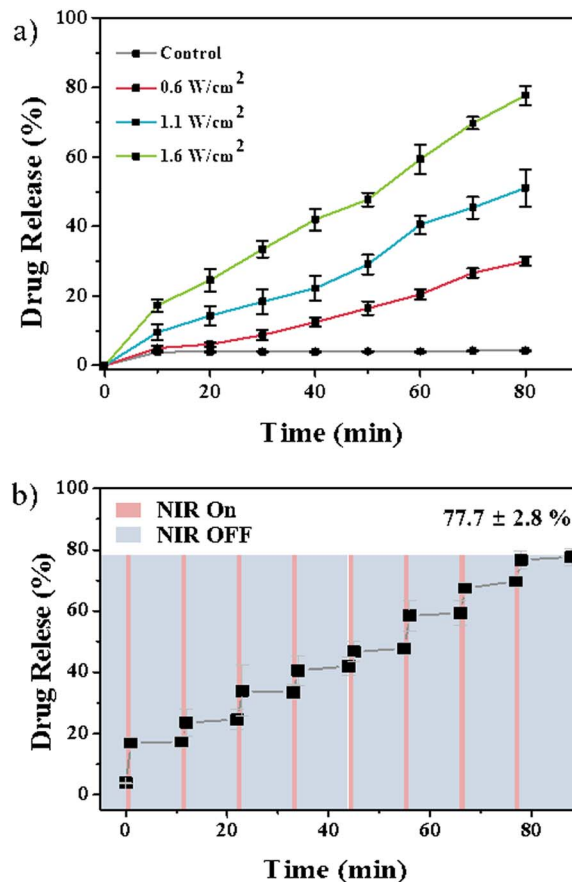 a)
Drug Release (%)
100
80
60
40
20
0
Control
0.6 W/cm²
1.1 W/cm²
1.6 W/cm²
0 20 40 60 80
Time (min)
b)
Drug Relese (%)
100
80
60
40
20
0
NIR On
NIR OFF
77.7 ± 2.8 %
0 20 40 60 80
Time (min)